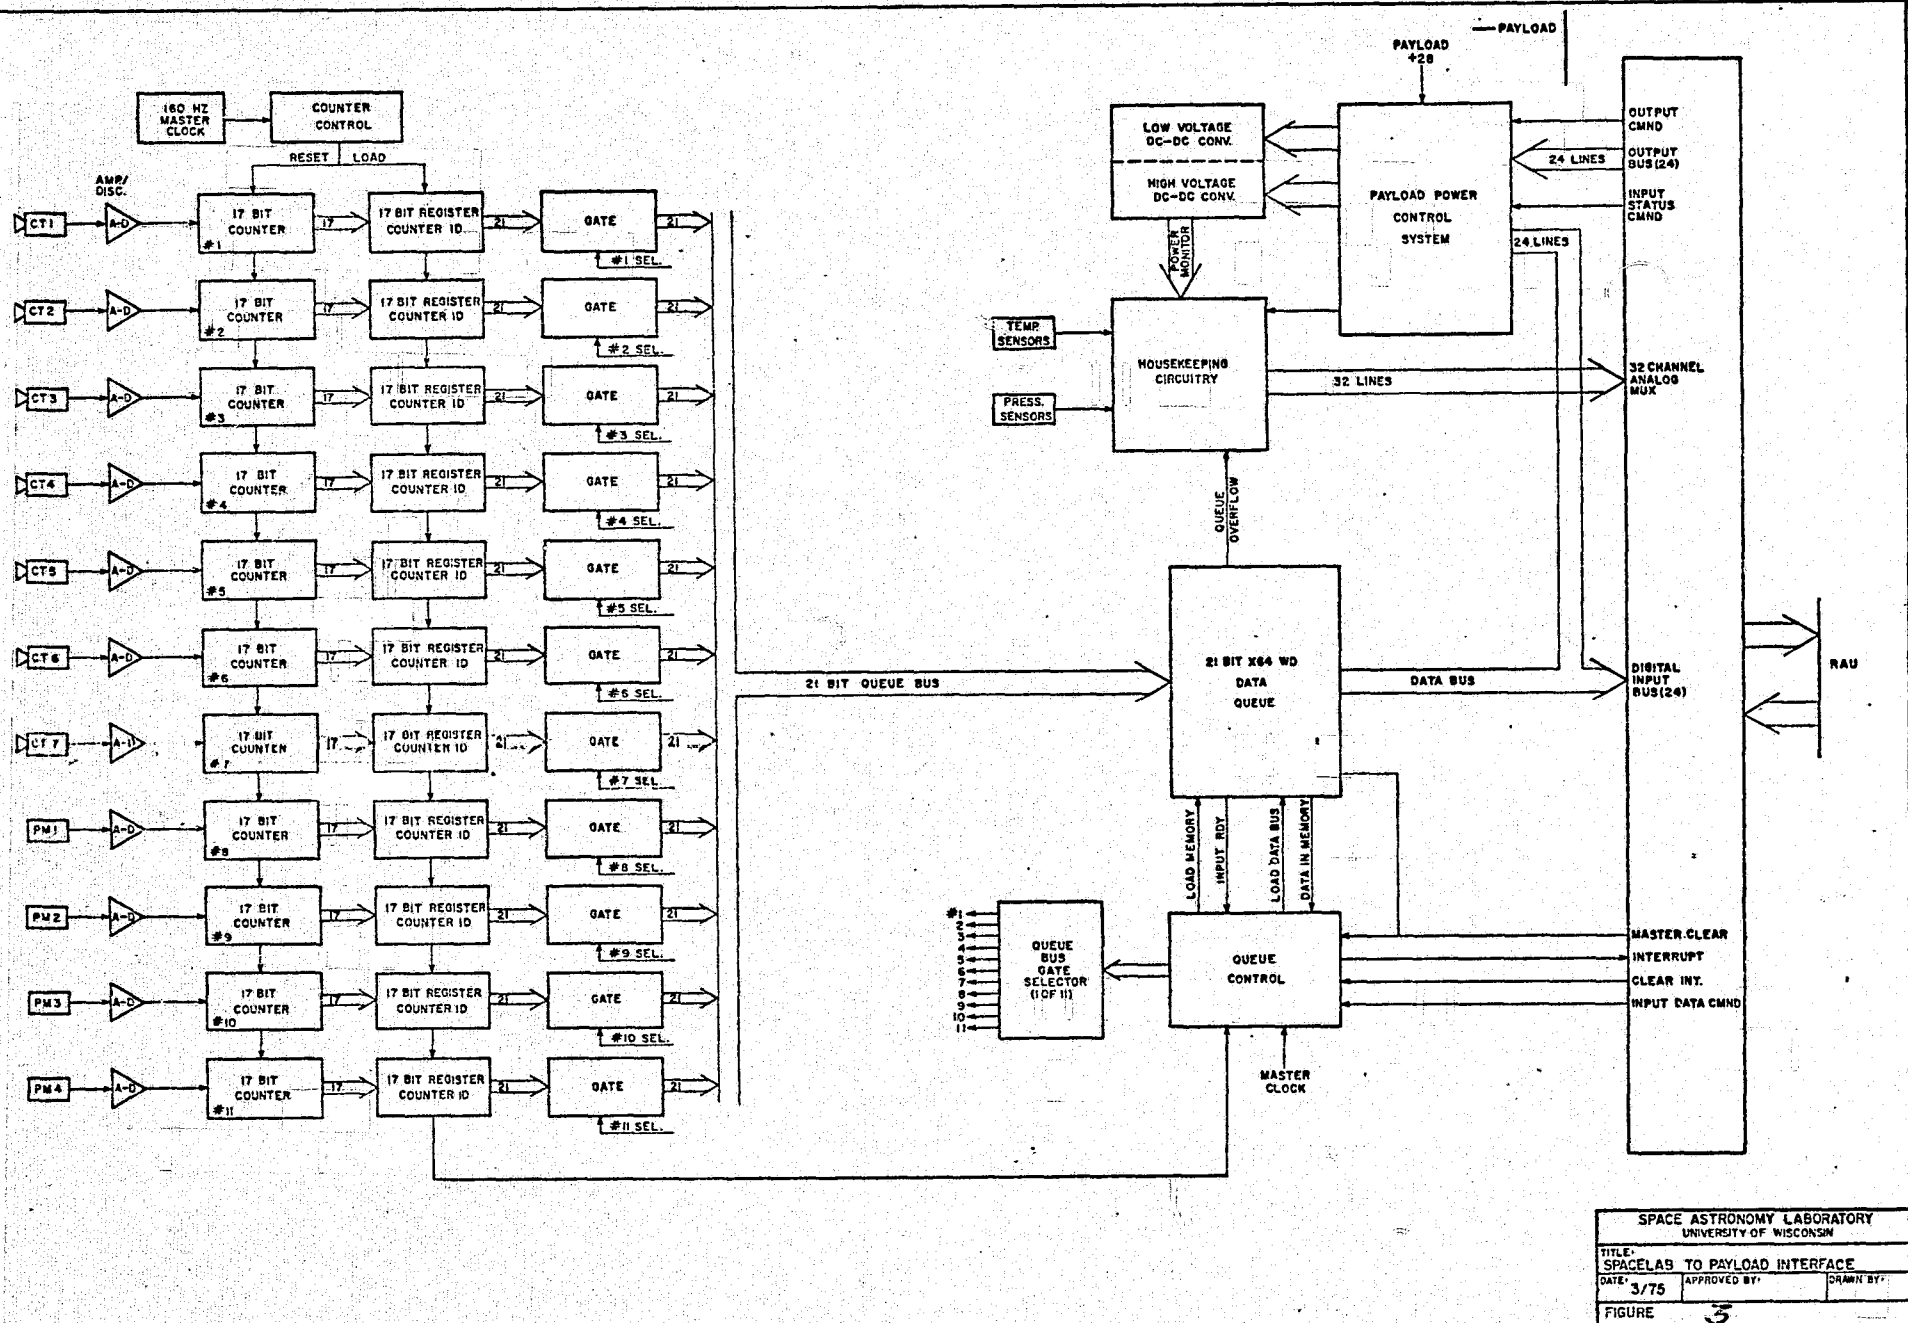 PAYLOAD
PAYLOAD
+28
160 HZ
MASTER
CLOCK
COUNTER
CONTROL
RESET
LOAD
AMP/
DISC.
CT1
A-D
17 BIT
COUNTER
#1
17
17 BIT REGISTER
COUNTER ID
21
GATE
21
#1 SEL.
CT2
A-D
17 BIT
COUNTER
#2
17
17 BIT REGISTER
COUNTER ID
21
GATE
21
#2 SEL.
CT3
A-D
17 BIT
COUNTER
#3
17
17 BIT REGISTER
COUNTER ID
21
GATE
21
#3 SEL.
CT4
A-D
17 BIT
COUNTER
#4
17
17 BIT REGISTER
COUNTER ID
21
GATE
21
#4 SEL.
CT5
A-D
17 BIT
COUNTER
#5
17
17 BIT REGISTER
COUNTER ID
21
GATE
21
#5 SEL.
CT6
A-D
17 BIT
COUNTER
#6
17
17 BIT REGISTER
COUNTER ID
21
GATE
21
#6 SEL.
CT7
A-D
17 BIT
COUNTER
#7
17
17 BIT REGISTER
COUNTER ID
21
GATE
21
#7 SEL.
PM1
A-D
17 BIT
COUNTER
#8
17
17 BIT REGISTER
COUNTER ID
21
GATE
21
#8 SEL.
PM2
A-D
17 BIT
COUNTER
#9
17
17 BIT REGISTER
COUNTER ID
21
GATE
21
#9 SEL.
PM3
A-D
17 BIT
COUNTER
#10
17
17 BIT REGISTER
COUNTER ID
21
GATE
21
#10 SEL.
PM4
A-D
17 BIT
COUNTER
#11
17
17 BIT REGISTER
COUNTER ID
21
GATE
21
#11 SEL.
21 BIT QUEUE BUS
LOW VOLTAGE
DC-DC CONV.
HIGH VOLTAGE
DC-DC CONV.
POWER
MONITOR
PAYLOAD POWER
CONTROL
SYSTEM
24 LINES
24 LINES
TEMP.
SENSORS
PRESS.
SENSORS
HOUSEKEEPING
CIRCUITRY
32 LINES
QUEUE
OVERFLOW
21 BIT X64 WD
DATA
QUEUE
DATA BUS
LOAD MEMORY
INPUT RDY
LOAD DATA BUS
DATA IN MEMORY
#1
2
3
4
5
6
7
8
9
10
11
QUEUE
BUS
GATE
SELECTOR
(1 OF 11)
QUEUE
CONTROL
MASTER
CLOCK
OUTPUT
CMND
OUTPUT
BUS (24)
INPUT
STATUS
CMND
32 CHANNEL
ANALOG
MUX
DIGITAL
INPUT
BUS (24)
MASTER CLEAR
INTERRUPT
CLEAR INT.
INPUT DATA CMND
RAU
SPACE ASTRONOMY LABORATORY
UNIVERSITY OF WISCONSIN
TITLE:
SPACELAB TO PAYLOAD INTERFACE
DATE: 3/75
APPROVED BY:
DRAWN BY:
FIGURE 5